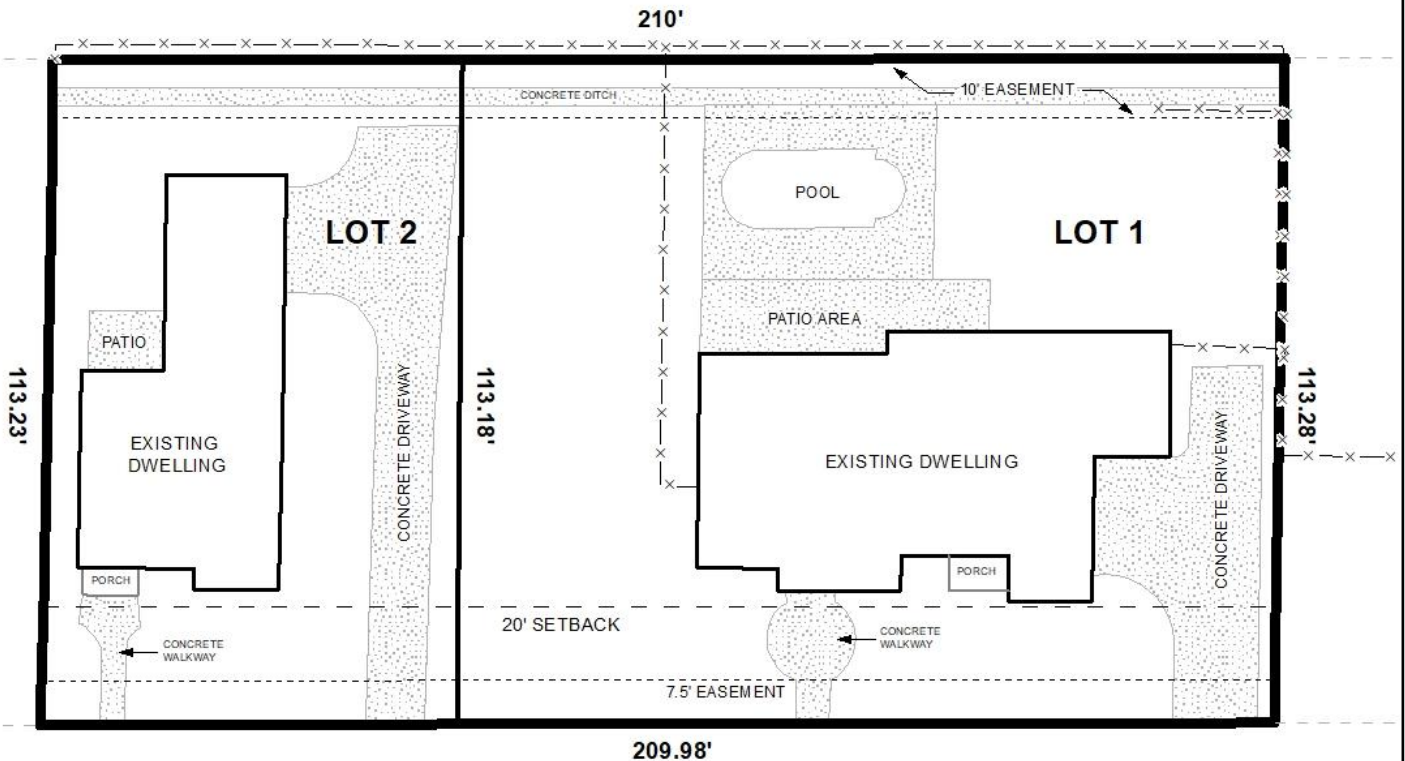 210'
CONCRETE DITCH
10' EASEMENT
POOL
LOT 2
LOT 1
PATIO AREA
PATIO
113.23'
CONCRETE DRIVEWAY
113.18'
113.28'
EXISTING
DWELLING
EXISTING DWELLING
CONCRETE DRIVEWAY
PORCH
PORCH
20' SETBACK
CONCRETE
WALKWAY
CONCRETE
WALKWAY
7.5' EASEMENT
209.98'